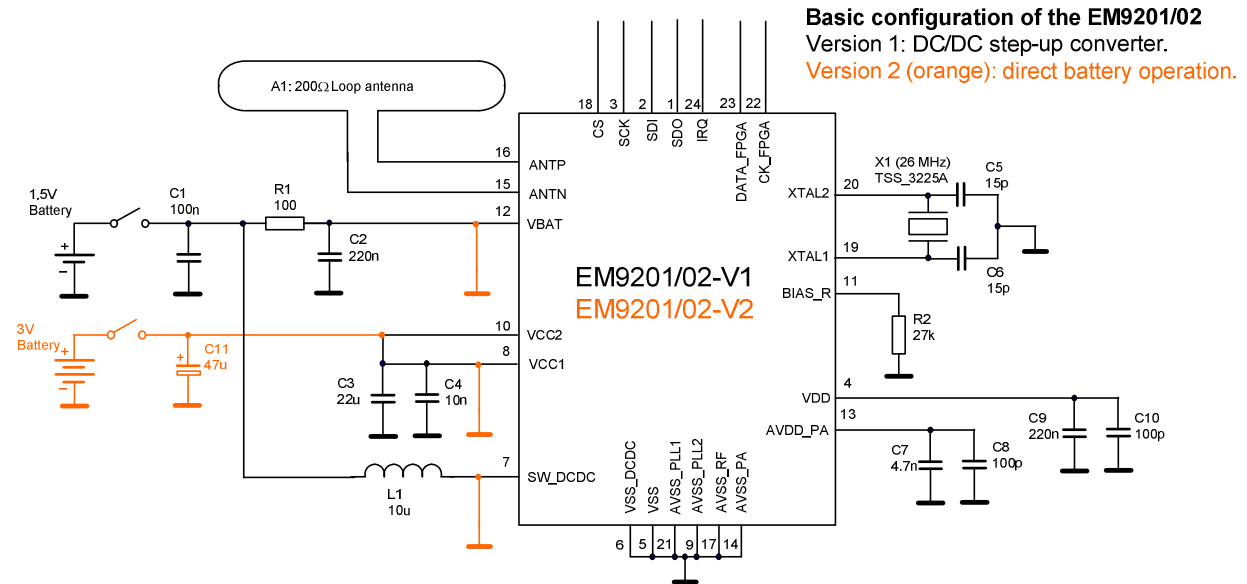 Basic configuration of the EM9201/02
Version 1: DC/DC step-up converter.
Version 2 (orange): direct battery operation.
A1: 200Ω Loop antenna
18
3
2
1
24
23
22
CS
SCK
SDI
SDO
IRQ
DATA_FPGA
CK_FPGA
16
ANTP
15
ANTN
12
VBAT
1.5V
Battery
+
−
C1
100n
R1
100
C2
220n
EM9201/02-V1
EM9201/02-V2
X1 (26 MHz)
TSS_3225A
C5
15p
20
XTAL2
19
XTAL1
C6
15p
11
BIAS_R
R2
27k
3V
Battery
+
−
+
C11
47u
10
VCC2
8
VCC1
C3
22u
C4
10n
4
VDD
13
AVDD_PA
C9
220n
C10
100p
C7
4.7n
C8
100p
7
SW_DCDC
L1
10u
VSS_DCDC
VSS
AVSS_PLL1
AVSS_PLL2
AVSS_RF
AVSS_PA
6
5
21
9
17
14